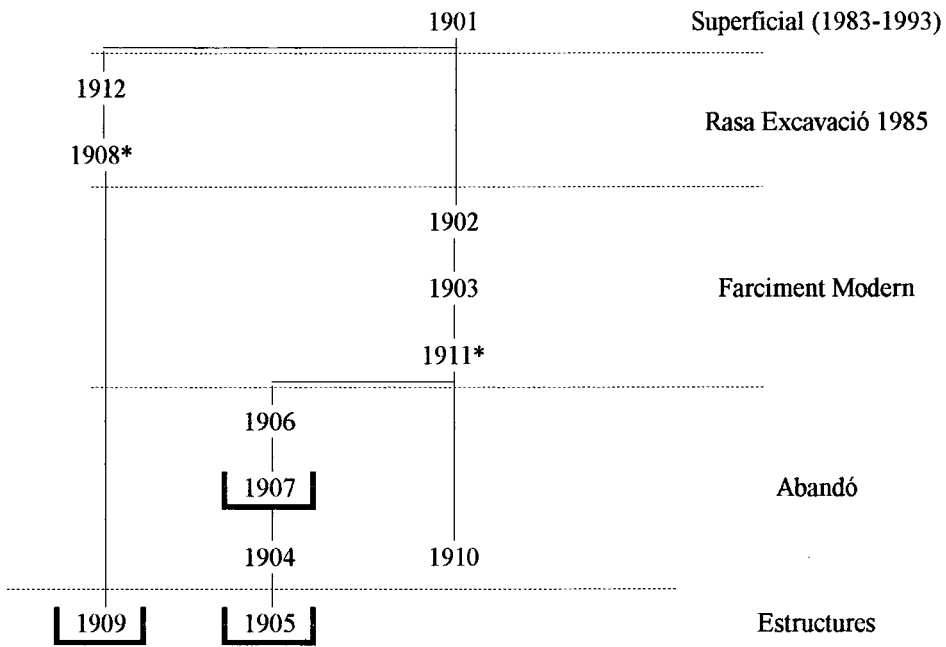 1901 Superficial (1983-1993)
1912
Rasa Excavació 1985
1908*
1902
1903 Farciment Modern
1911*
1906
1907 Abandó
1904 1910
1909 1905 Estructures